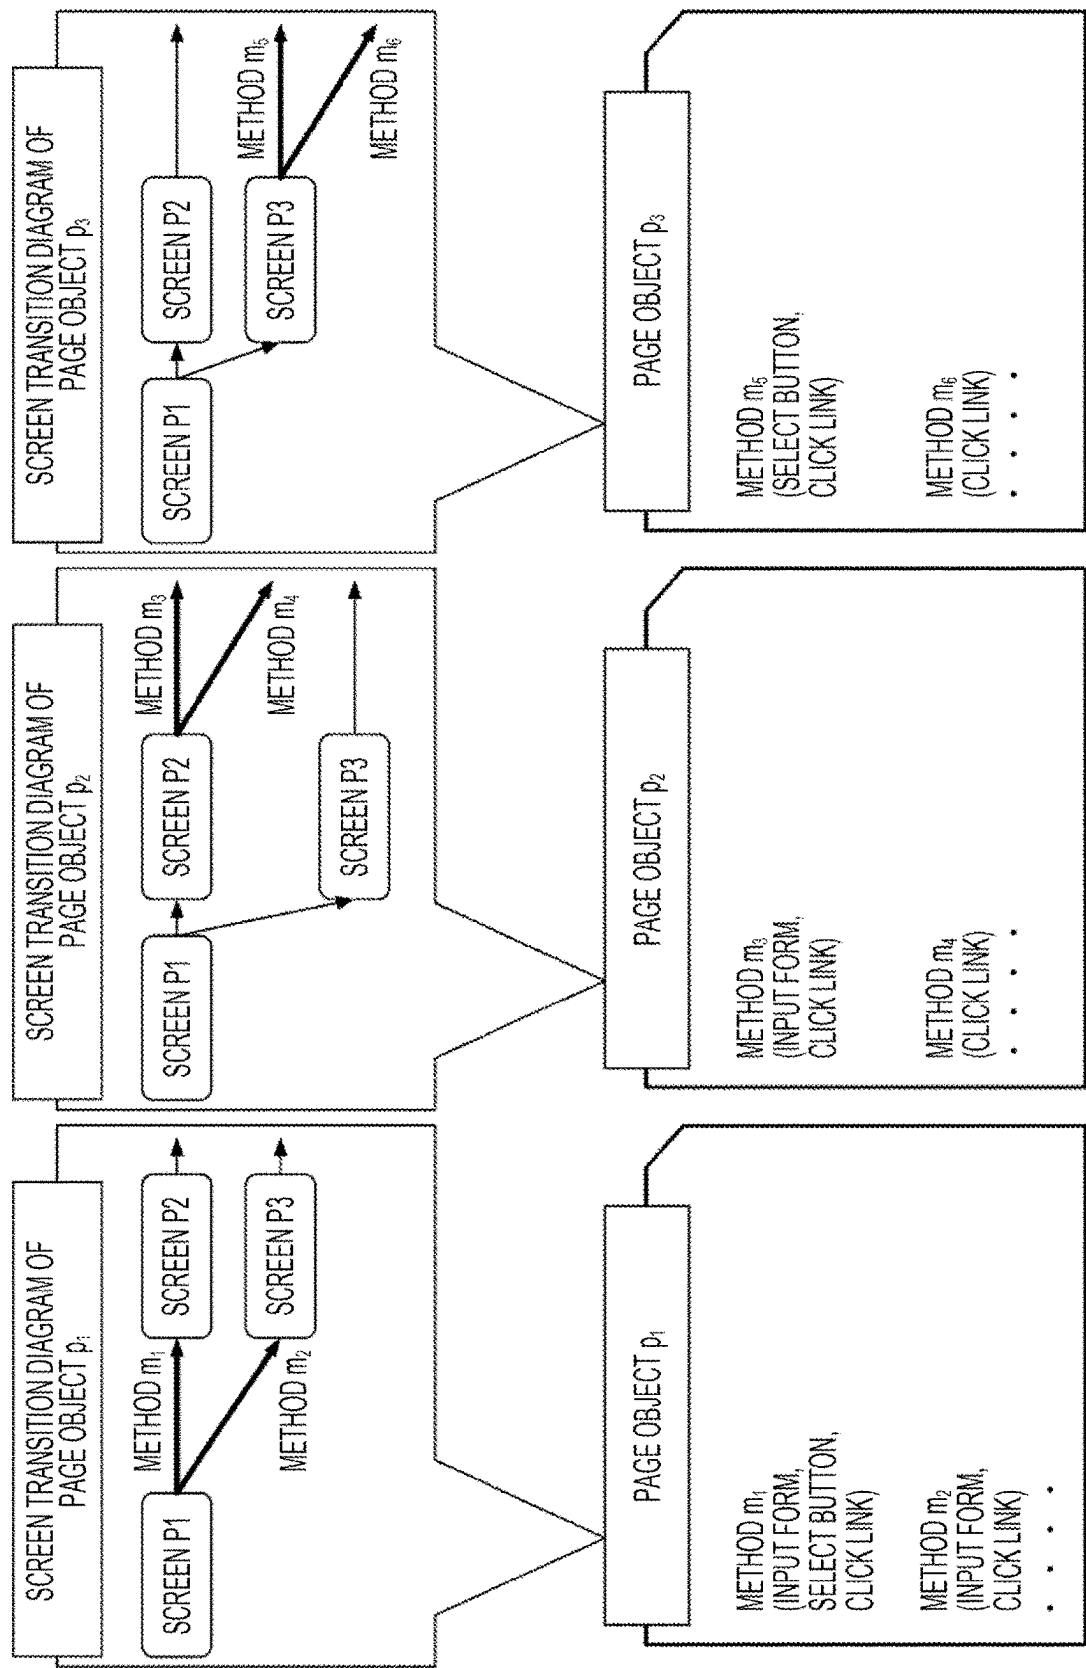 SCREEN TRANSITION DIAGRAM OF
PAGE OBJECT p₁
SCREEN P1
METHOD m₁
METHOD m₂
SCREEN P2
SCREEN P3
PAGE OBJECT p₁
METHOD m₁
(INPUT FORM,
SELECT BUTTON,
CLICK LINK)
METHOD m₂
(INPUT FORM,
CLICK LINK)
. . . .
SCREEN TRANSITION DIAGRAM OF
PAGE OBJECT p₂
SCREEN P1
SCREEN P2
SCREEN P3
METHOD m₃
METHOD m₄
PAGE OBJECT p₂
METHOD m₃
(INPUT FORM,
CLICK LINK)
METHOD m₄
(CLICK LINK)
. . . .
SCREEN TRANSITION DIAGRAM OF
PAGE OBJECT p₃
SCREEN P1
SCREEN P2
SCREEN P3
METHOD m₅
METHOD m₆
PAGE OBJECT p₃
METHOD m₅
(SELECT BUTTON,
CLICK LINK)
METHOD m₆
(CLICK LINK)
. . . .